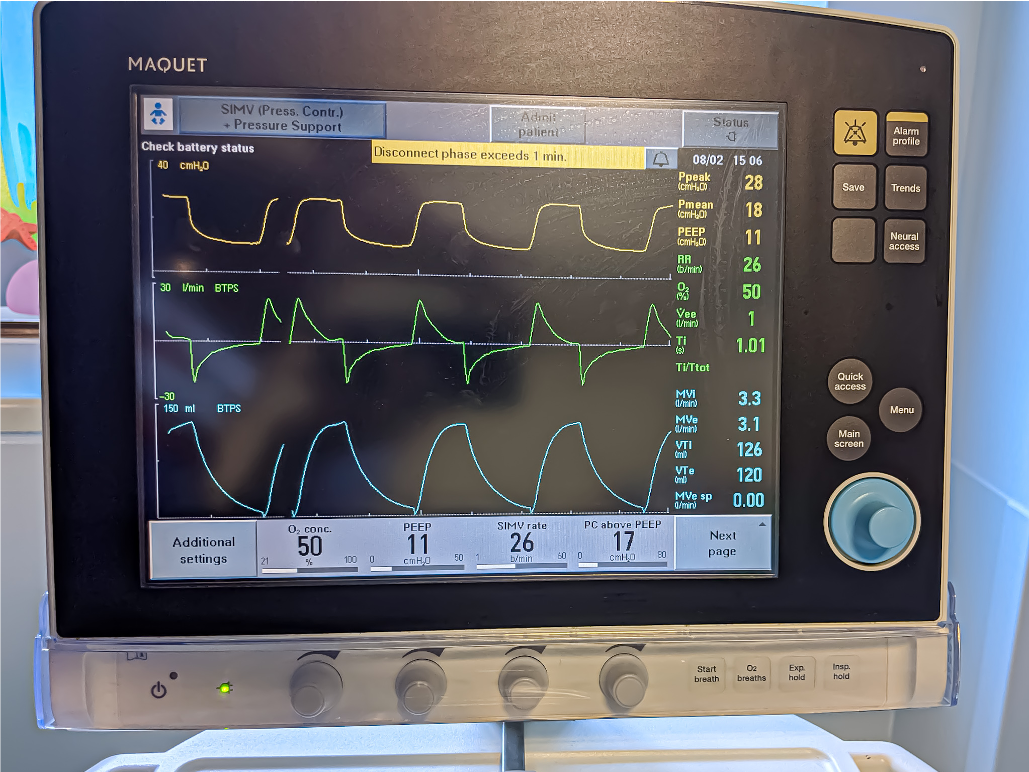 MAQUET
SIMV (Press. Contr.)
+ Pressure Support
Admit
patient
Status
Check battery status
Disconnect phase exceeds 1 min.
08/02 15 06
40 cmH₂O
30 l/min BTPS
-30
150 ml BTPS
Ppeak
(cmH₂O)
28
Pmean
(cmH₂O)
18
PEEP
(cmH₂O)
11
RR
(b/min)
26
O₂
(%)
50
V̇ee
(l/min)
1
Ti
(s)
1.01
Ti/Ttot
MVi
(l/min)
3.3
MVe
(l/min)
3.1
VTi
(ml)
126
VTe
(ml)
120
MVe sp
(l/min)
0.00
Additional
settings
O₂ conc.
50
21 % 100
PEEP
11
0 cmH₂O 50
SIMV rate
26
1 b/min 60
PC above PEEP
17
0 cmH₂O 80
Next
page
Alarm
profile
Save
Trends
Neural
access
Quick
access
Menu
Main
screen
Start
breath
O₂
breaths
Exp.
hold
Insp.
hold